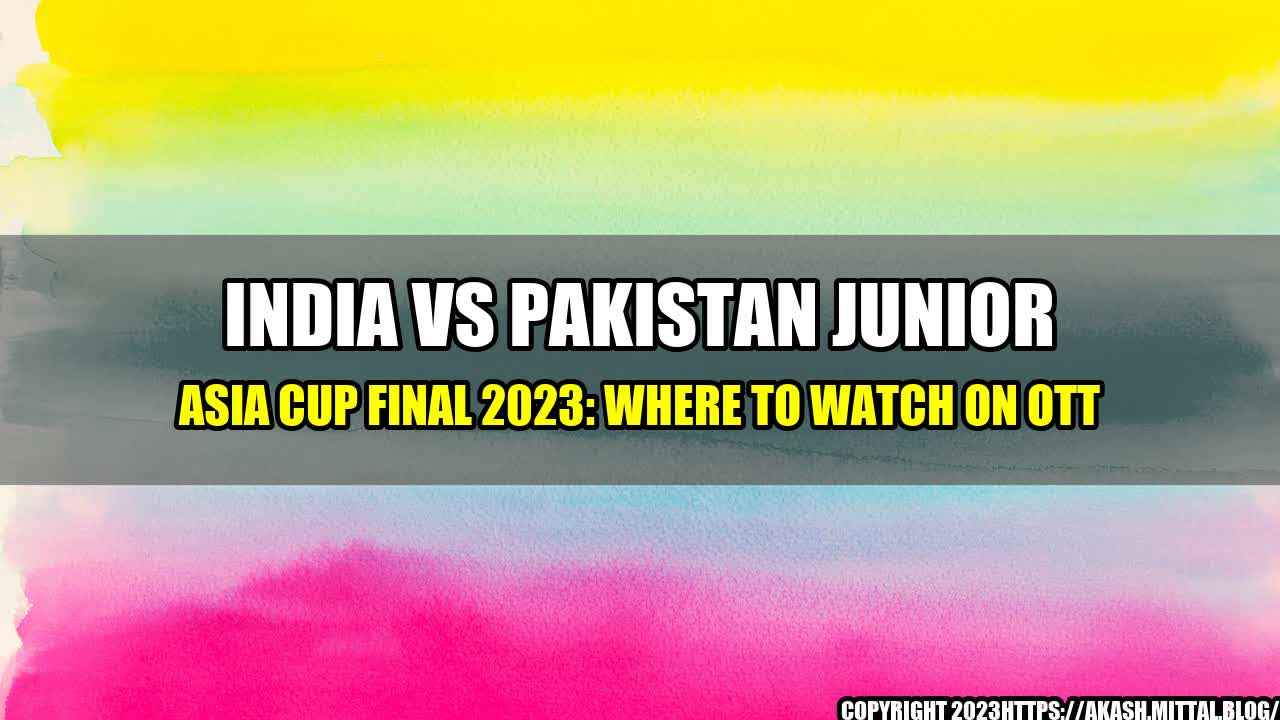 INDIA VS PAKISTAN JUNIOR
ASIA CUP FINAL 2023: WHERE TO WATCH ON OTT
COPYRIGHT 2023HTTPS://AKASH.MITTAL.BLOG/